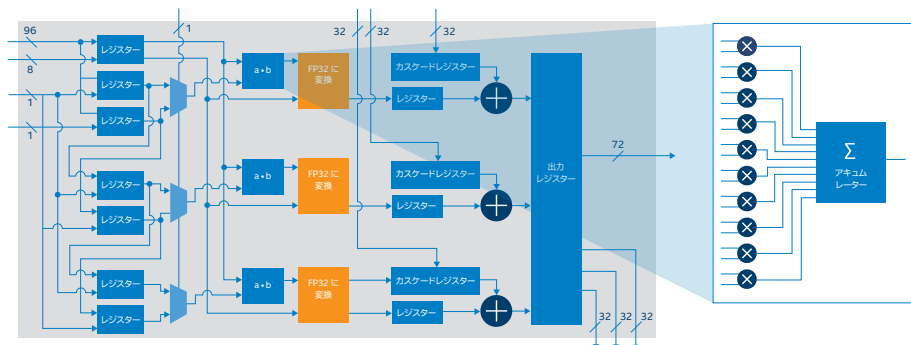 96
8
1
1
1
32
32
32
レジスター
レジスター
レジスター
a•b
FP32 に
変換
カスケードレジスター
レジスター
出力
レジスター
72
レジスター
レジスター
a•b
FP32 に
変換
カスケードレジスター
レジスター
レジスター
レジスター
a•b
FP32 に
変換
カスケードレジスター
レジスター
32
32
32
Σ
アキュム
レーター